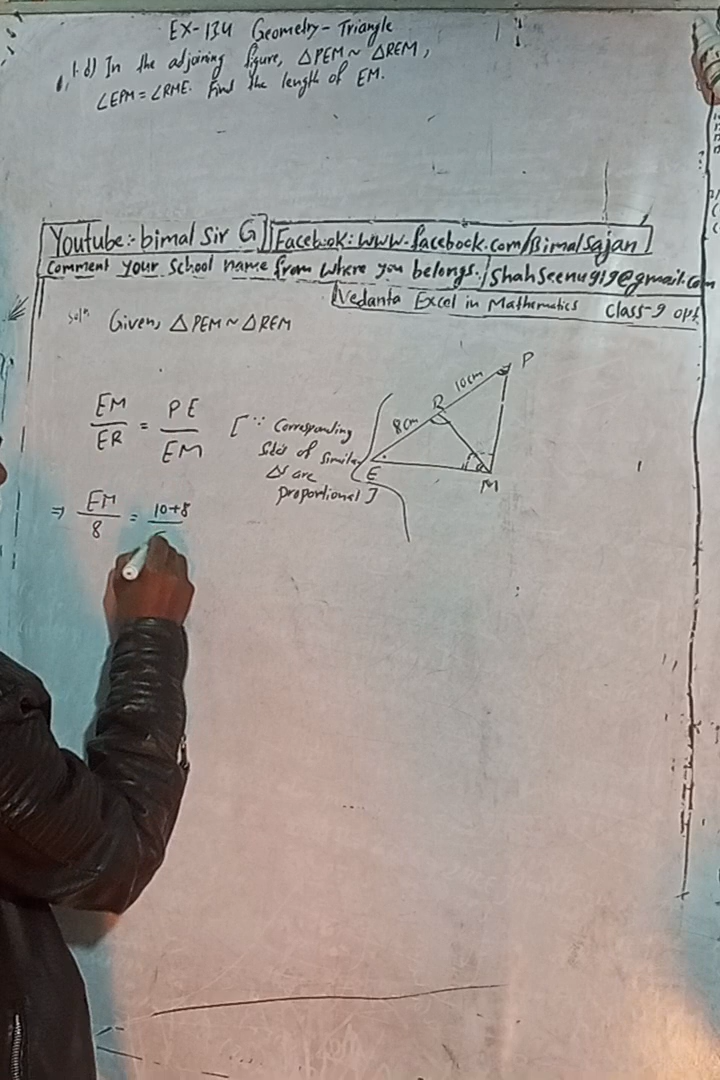 EX-13.4 Geometry-Triangle
1.d) In the adjoining figure, △PEM ~ △REM,
∠EPM = ∠RME. Find the length of EM.
Youtube:- bimal Sir G
Facebook: www.facebook.com/BimalSajan
Comment your School name from where you belongs.
Shahseenu919@gmail.com
Vedanta Excel in Mathematics Class-9 opt
Solⁿ Given, △PEM ~ △REM
EM/ER = PE/EM [∵ Corresponding
sides of similar
△s are
proportional]
⇒ EM/8 = 10+8/
P
10cm
R
8cm
E
M